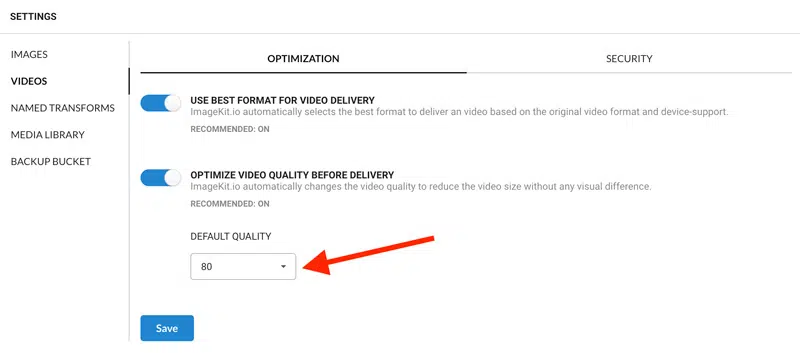 SETTINGS
IMAGES
VIDEOS
NAMED TRANSFORMS
MEDIA LIBRARY
BACKUP BUCKET
OPTIMIZATION
SECURITY
USE BEST FORMAT FOR VIDEO DELIVERY
ImageKit.io automatically selects the best format to deliver an video based on the original video format and device-support.
RECOMMENDED: ON
OPTIMIZE VIDEO QUALITY BEFORE DELIVERY
ImageKit.io automatically changes the video quality to reduce the video size without any visual difference.
RECOMMENDED: ON
DEFAULT QUALITY
80
Save